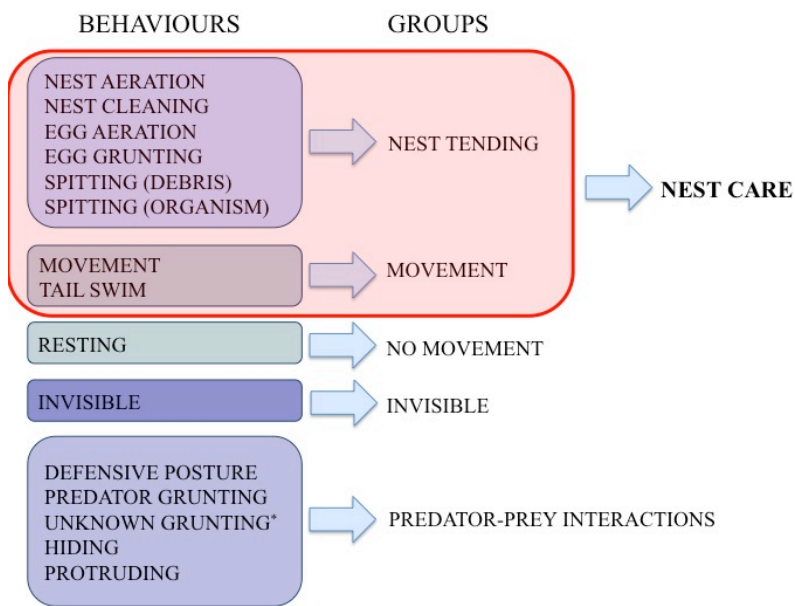 BEHAVIOURS GROUPS
NEST AERATION
NEST CLEANING
EGG AERATION
EGG GRUNTING
SPITTING (DEBRIS)
SPITTING (ORGANISM)
NEST TENDING
NEST CARE
MOVEMENT
TAIL SWIM
MOVEMENT
RESTING
NO MOVEMENT
INVISIBLE
INVISIBLE
DEFENSIVE POSTURE
PREDATOR GRUNTING
UNKNOWN GRUNTING*
HIDING
PROTRUDING
PREDATOR-PREY INTERACTIONS